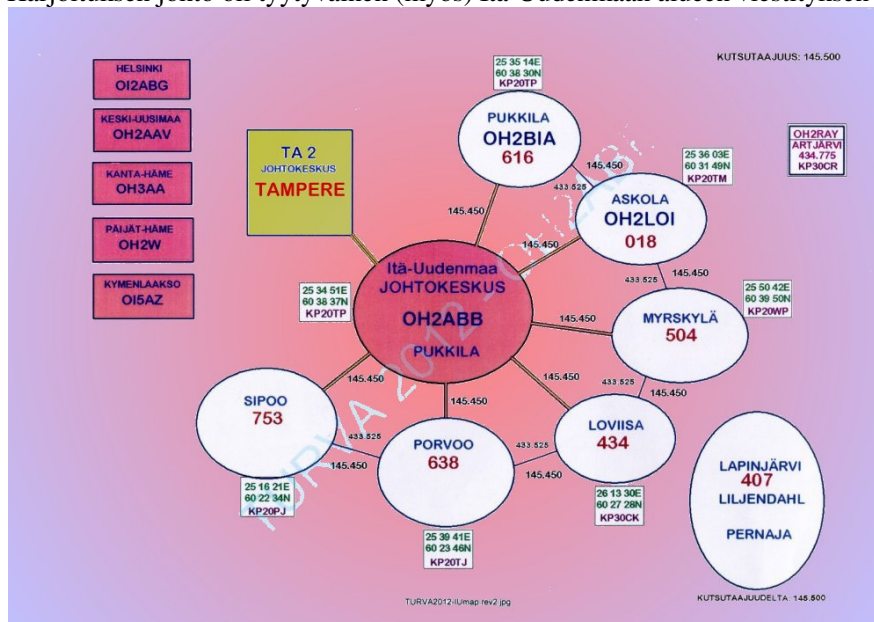 Harjoituksen johto on tyytyväinen (myös) Itä-Uudenmaan alueen viestitykseen
KUTSUTAAJUUS: 145.500
HELSINKI
OI2ABG
KESKI-UUSIMAA
OH2AAV
KANTA-HÄME
OH3AA
PÄIJÄT-HÄME
OH2W
KYMENLAAKSO
OI5AZ
TA 2
JOHTOKESKUS
TAMPERE
25 35 14E
60 38 30N
KP20TP
PUKKILA
OH2BIA
616
145.450
433.525
25 36 03E
60 31 49N
KP20TM
ASKOLA
OH2LOI
018
OH2RAY
ARTJÄRVI
434.775
KP30CR
145.450
145.450
433.525
25 34 51E
60 38 37N
KP20TP
Itä-Uudenmaa
JOHTOKESKUS
OH2ABB
PUKKILA
25 50 42E
60 39 50N
KP20WP
MYRSKYLÄ
504
145.450
433.525
145.450
145.450
145.450
145.450
SIPOO
753
433.525
145.450
25 16 21E
60 22 34N
KP20PJ
PORVOO
638
433.525
145.450
25 39 41E
60 23 46N
KP20TJ
LOVIISA
434
26 13 30E
60 27 28N
KP30CK
LAPINJÄRVI
407
LILJENDAHL
PERNAJA
KUTSUTAAJUUDELTA: 145.500
TURVA2012-IUmap rev2.jpg
TURVA 2012 - OH2ABB